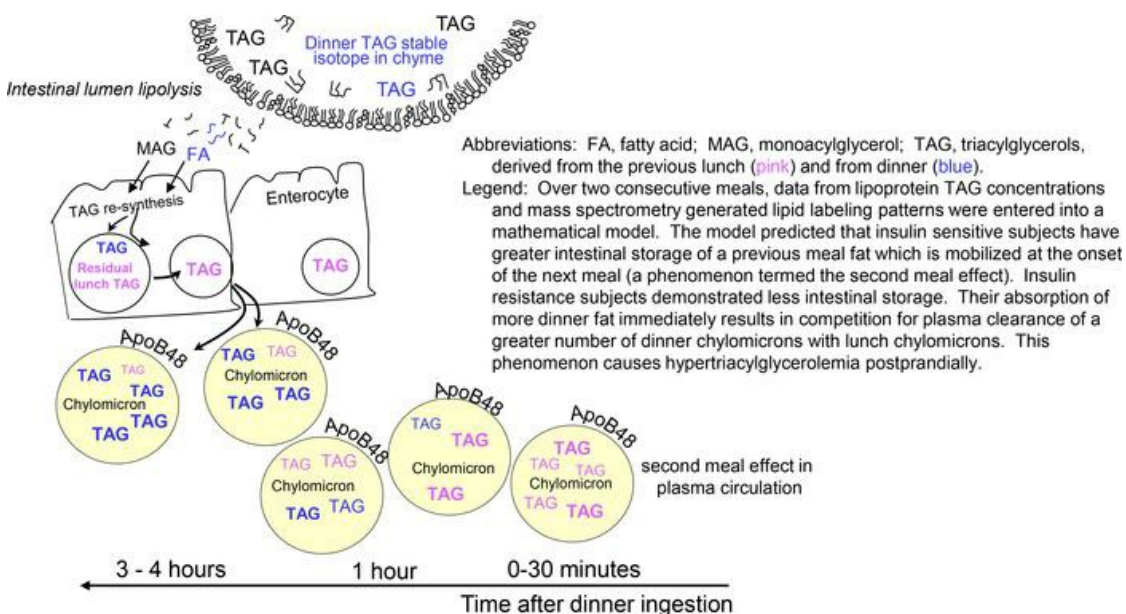 TAG
TAG
Dinner TAG stable
isotope in chyme
TAG
TAG
Intestinal lumen lipolysis
MAG
FA
TAG re-synthesis
Enterocyte
TAG
Residual
lunch TAG
TAG
TAG
Abbreviations: FA, fatty acid; MAG, monoacylglycerol; TAG, triacylglycerols,
derived from the previous lunch (pink) and from dinner (blue).
Legend: Over two consecutive meals, data from lipoprotein TAG concentrations
and mass spectrometry generated lipid labeling patterns were entered into a
mathematical model. The model predicted that insulin sensitive subjects have
greater intestinal storage of a previous meal fat which is mobilized at the onset
of the next meal (a phenomenon termed the second meal effect). Insulin
resistance subjects demonstrated less intestinal storage. Their absorption of
more dinner fat immediately results in competition for plasma clearance of a
greater number of dinner chylomicrons with lunch chylomicrons. This
phenomenon causes hypertriacylglycerolemia postprandially.
ApoB48
TAG TAG
TAG
Chylomicron
TAG
TAG
ApoB48
TAG TAG
Chylomicron
TAG TAG
ApoB48
TAG TAG
Chylomicron
TAG TAG
ApoB48
TAG
TAG
Chylomicron
TAG
ApoB48
TAG
TAG TAG
Chylomicron
TAG TAG
second meal effect in
plasma circulation
3 - 4 hours
1 hour
0-30 minutes
Time after dinner ingestion